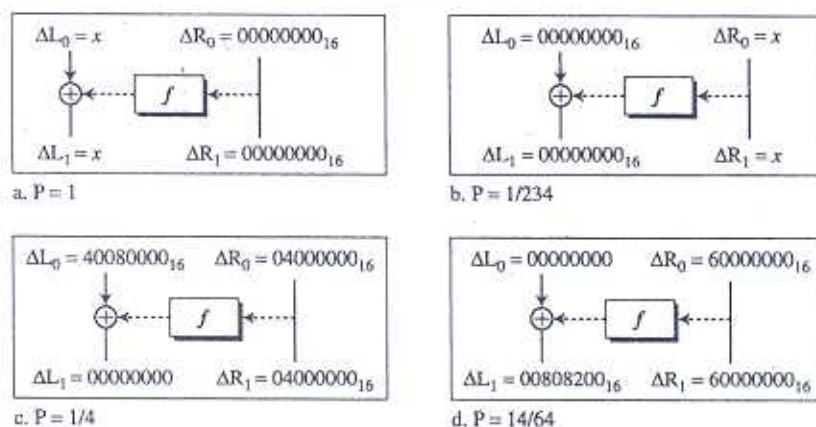 ΔL₀ = x ΔR₀ = 00000000₁₆
f
ΔL₁ = x ΔR₁ = 00000000₁₆
a. P = 1
ΔL₀ = 00000000₁₆ ΔR₀ = x
f
ΔL₁ = 00000000₁₆ ΔR₁ = x
b. P = 1/234
ΔL₀ = 40080000₁₆ ΔR₀ = 04000000₁₆
f
ΔL₁ = 00000000 ΔR₁ = 04000000₁₆
c. P = 1/4
ΔL₀ = 00000000 ΔR₀ = 60000000₁₆
f
ΔL₁ = 00808200₁₆ ΔR₁ = 60000000₁₆
d. P = 14/64